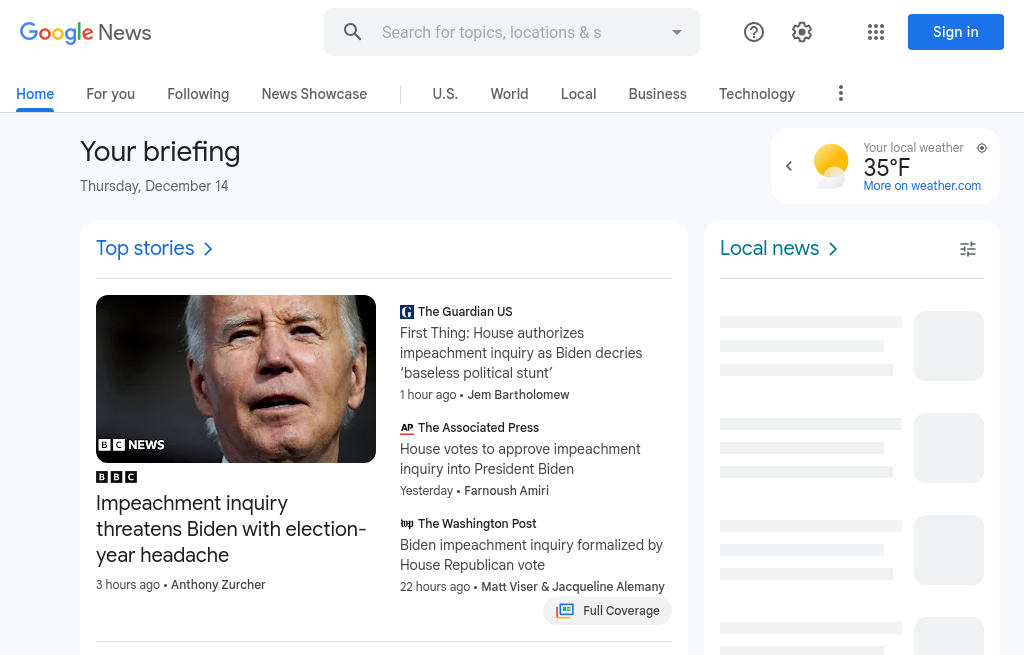 Google News
Search for topics, locations & s
Sign in
Home
For you
Following
News Showcase
U.S.
World
Local
Business
Technology
Your briefing
Thursday, December 14
Your local weather
35°F
More on weather.com
Top stories
BBC NEWS
BBC
Impeachment inquiry
threatens Biden with election-
year headache
3 hours ago • Anthony Zurcher
The Guardian US
First Thing: House authorizes
impeachment inquiry as Biden decries
‘baseless political stunt’
1 hour ago • Jem Bartholomew
AP The Associated Press
House votes to approve impeachment
inquiry into President Biden
Yesterday • Farnoush Amiri
wp The Washington Post
Biden impeachment inquiry formalized by
House Republican vote
22 hours ago • Matt Viser & Jacqueline Alemany
Full Coverage
Local news